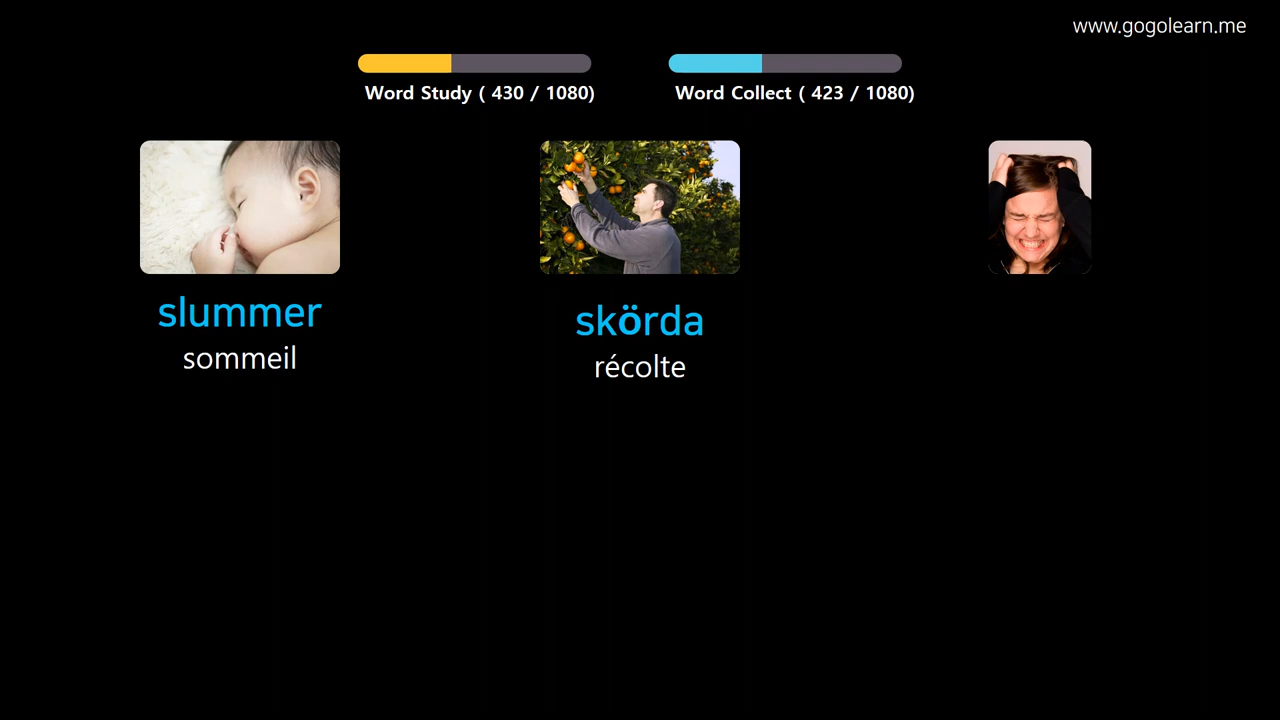 www.gogolearn.me
Word Study ( 430 / 1080)
Word Collect ( 423 / 1080)
slummer
sommeil
skörda
récolte